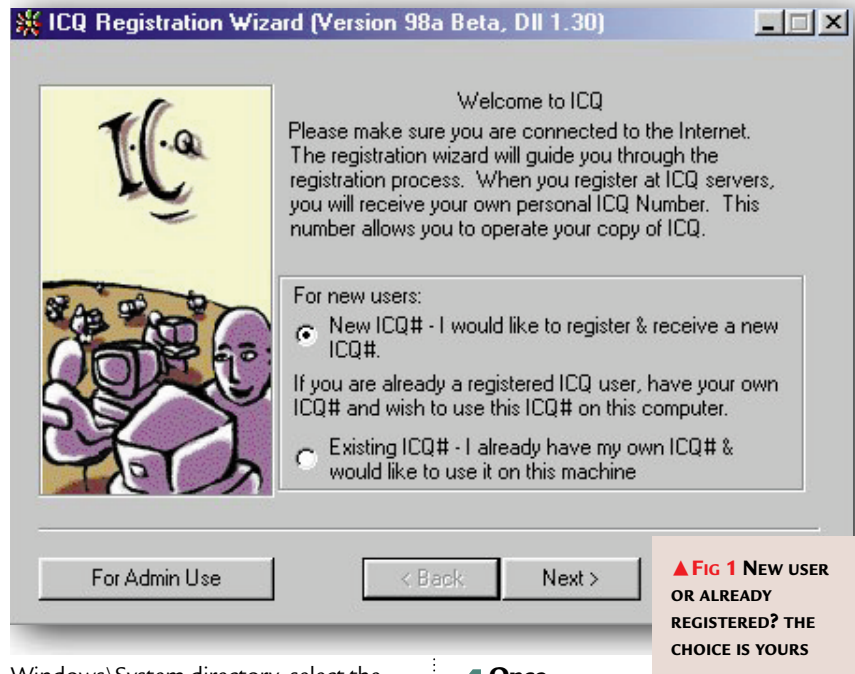 ICQ Registration Wizard (Version 98a Beta, Dll 1.30)
I.C.Q
Welcome to ICQ
Please make sure you are connected to the Internet.
The registration wizard will guide you through the
registration process. When you register at ICQ servers,
you will receive your own personal ICQ Number. This
number allows you to operate your copy of ICQ.
For new users:
New ICQ# - I would like to register & receive a new
ICQ#.
If you are already a registered ICQ user, have your own
ICQ# and wish to use this ICQ# on this computer.
Existing ICQ# - I already have my own ICQ# &
would like to use it on this machine
For Admin Use
< Back
Next >
▲FIG 1 NEW USER
OR ALREADY
REGISTERED? THE
CHOICE IS YOURS
Windows\System directory, select the
Once